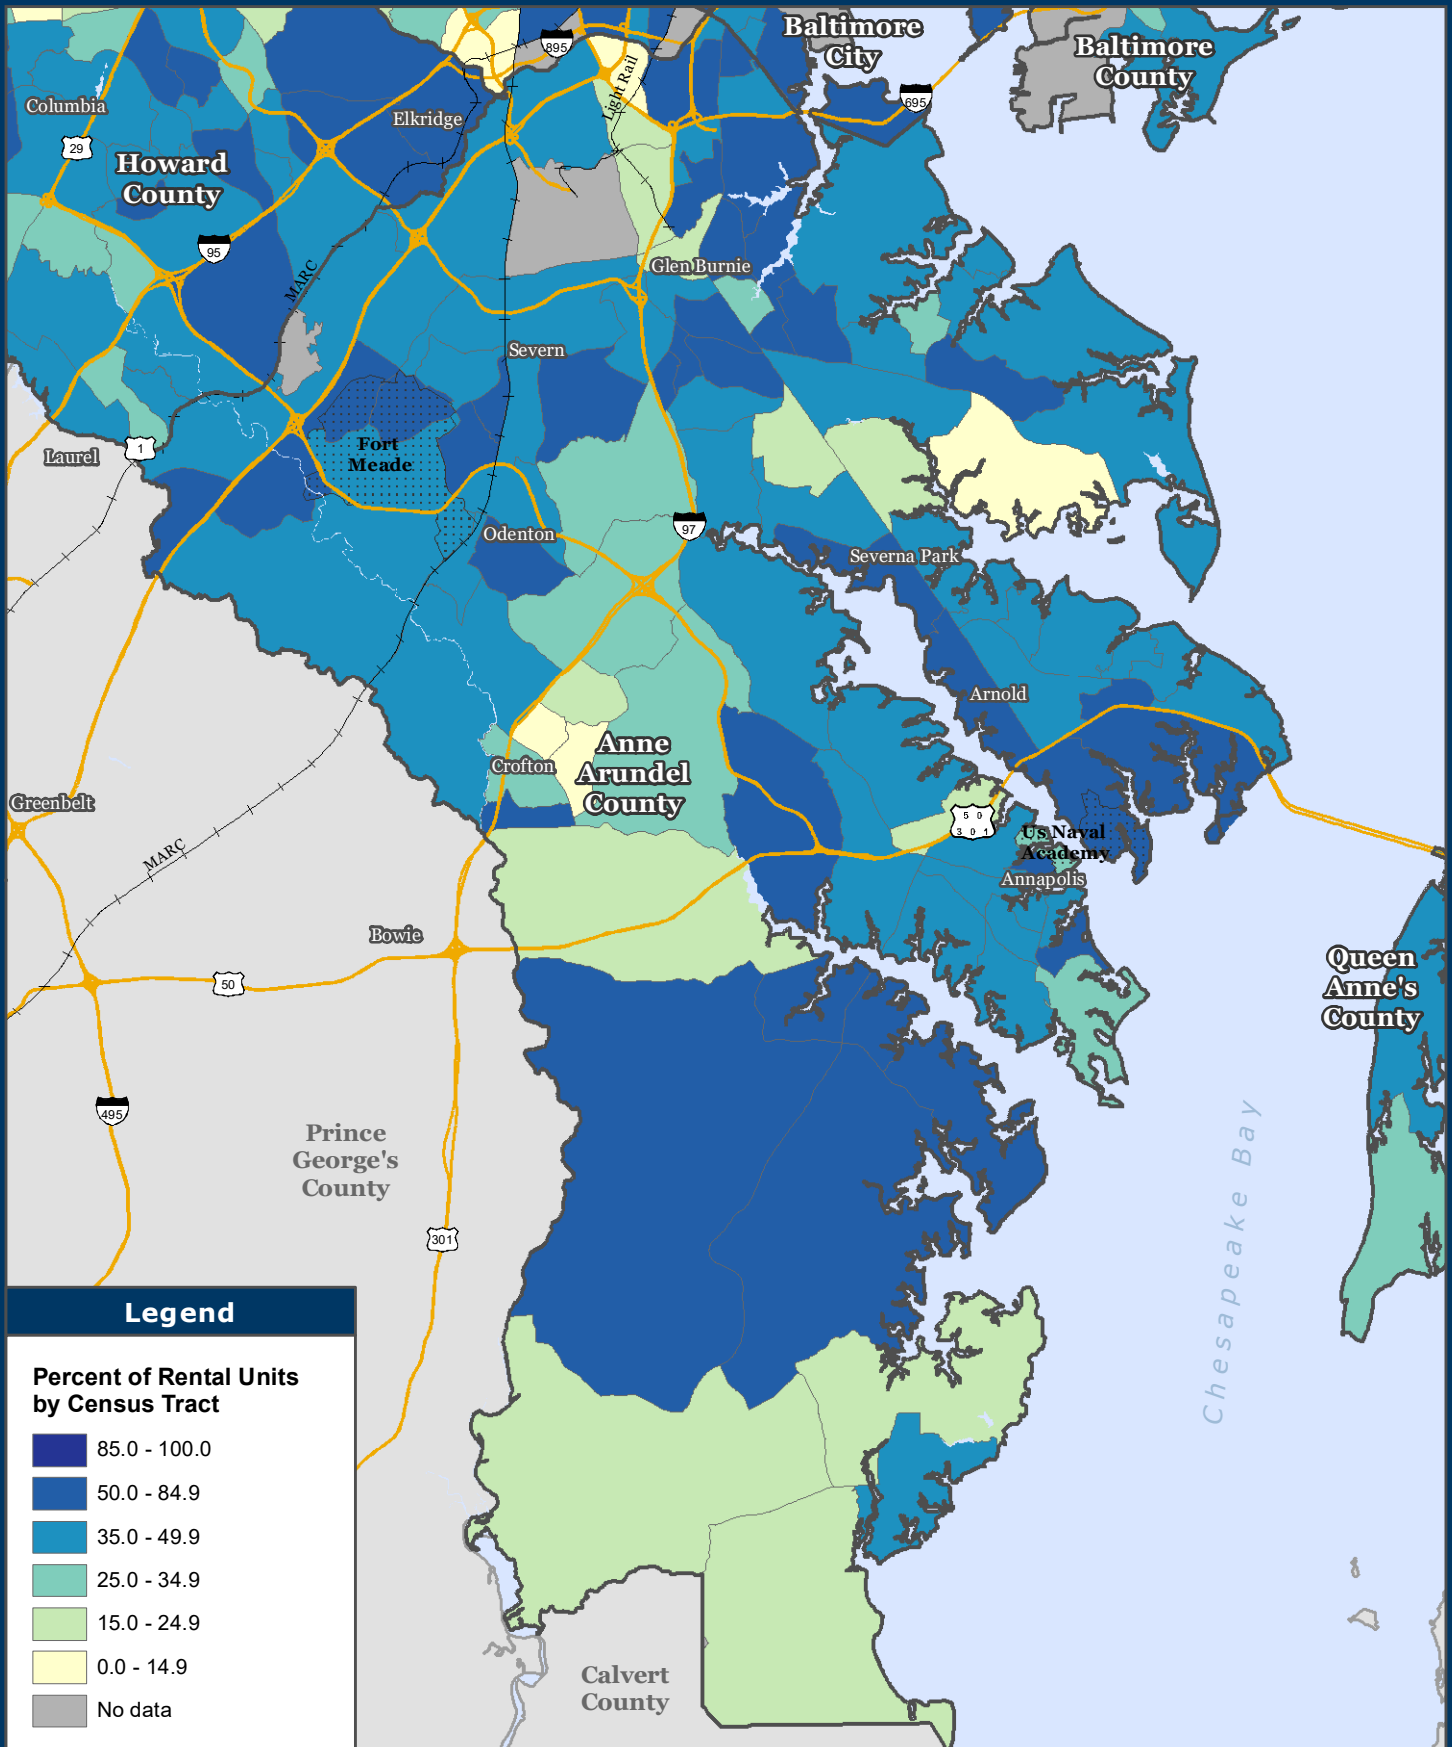 Baltimore
City
Baltimore
County
895
Light Rail
695
Columbia
Elkridge
29
Howard
County
95
MARC
Glen Burnie
Severn
Fort
Meade
1
Laurel
97
Odenton
Severna Park
Arnold
Anne
Arundel
County
Crofton
Greenbelt
50
301
Us Naval
Academy
Annapolis
MARC
Bowie
50
Queen
Anne's
County
495
Prince
George's
County
301
Chesapeake Bay
Legend
Percent of Rental Units
by Census Tract
85.0 - 100.0
50.0 - 84.9
35.0 - 49.9
25.0 - 34.9
15.0 - 24.9
0.0 - 14.9
No data
Calvert
County